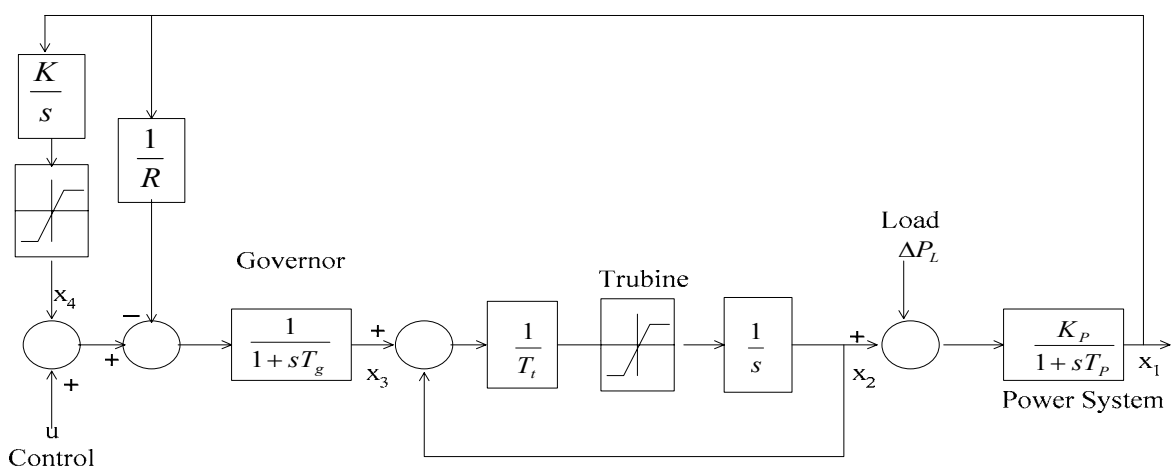 K
s
1
R
Load
ΔP_L
Governor
Trubine
x_4
1
1 + sT_g
x_3
1
T_t
1
s
x_2
K_P
1 + sT_P
x_1
Power System
+
−
+
+
+
+
u
Control